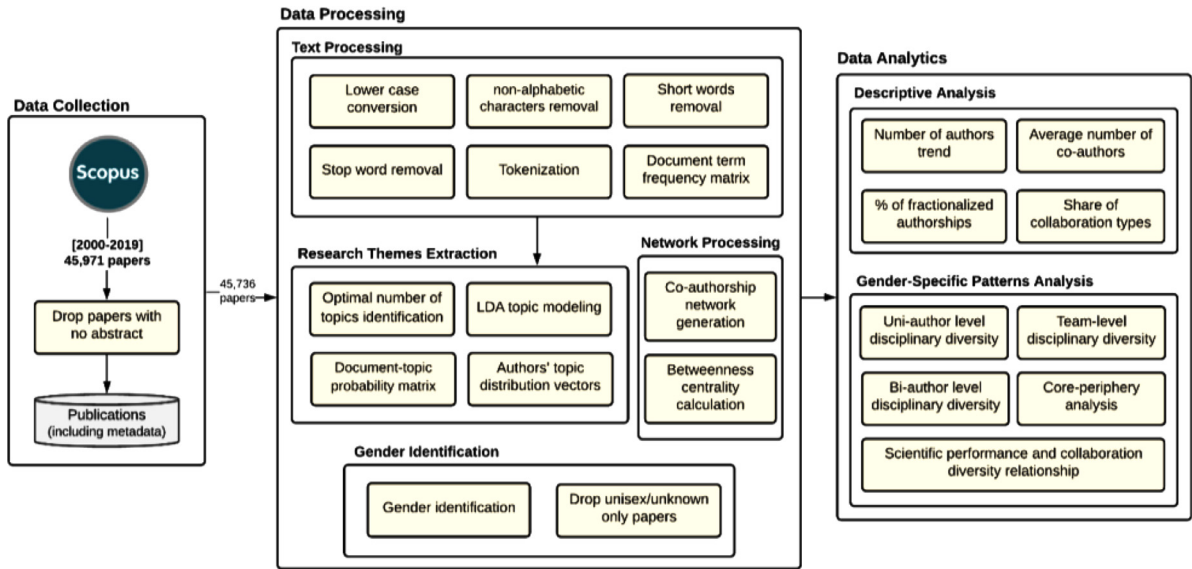 Data Collection
Scopus
[2000-2019]
45,971 papers
Drop papers with
no abstract
Publications
(including metadata)
45,736
papers
Data Processing
Text Processing
Lower case
conversion
non-alphabetic
characters removal
Short words
removal
Stop word removal
Tokenization
Document term
frequency matrix
Research Themes Extraction
Optimal number of
topics identification
LDA topic modeling
Document-topic
probability matrix
Authors' topic
distribution vectors
Network Processing
Co-authorship
network
generation
Betweenness
centrality
calculation
Gender Identification
Gender identification
Drop unisex/unknown
only papers
Data Analytics
Descriptive Analysis
Number of authors
trend
Average number of
co-authors
% of fractionalized
authorships
Share of
collaboration types
Gender-Specific Patterns Analysis
Uni-author level
disciplinary diversity
Team-level
disciplinary diversity
Bi-author level
disciplinary diversity
Core-periphery
analysis
Scientific performance and collaboration
diversity relationship